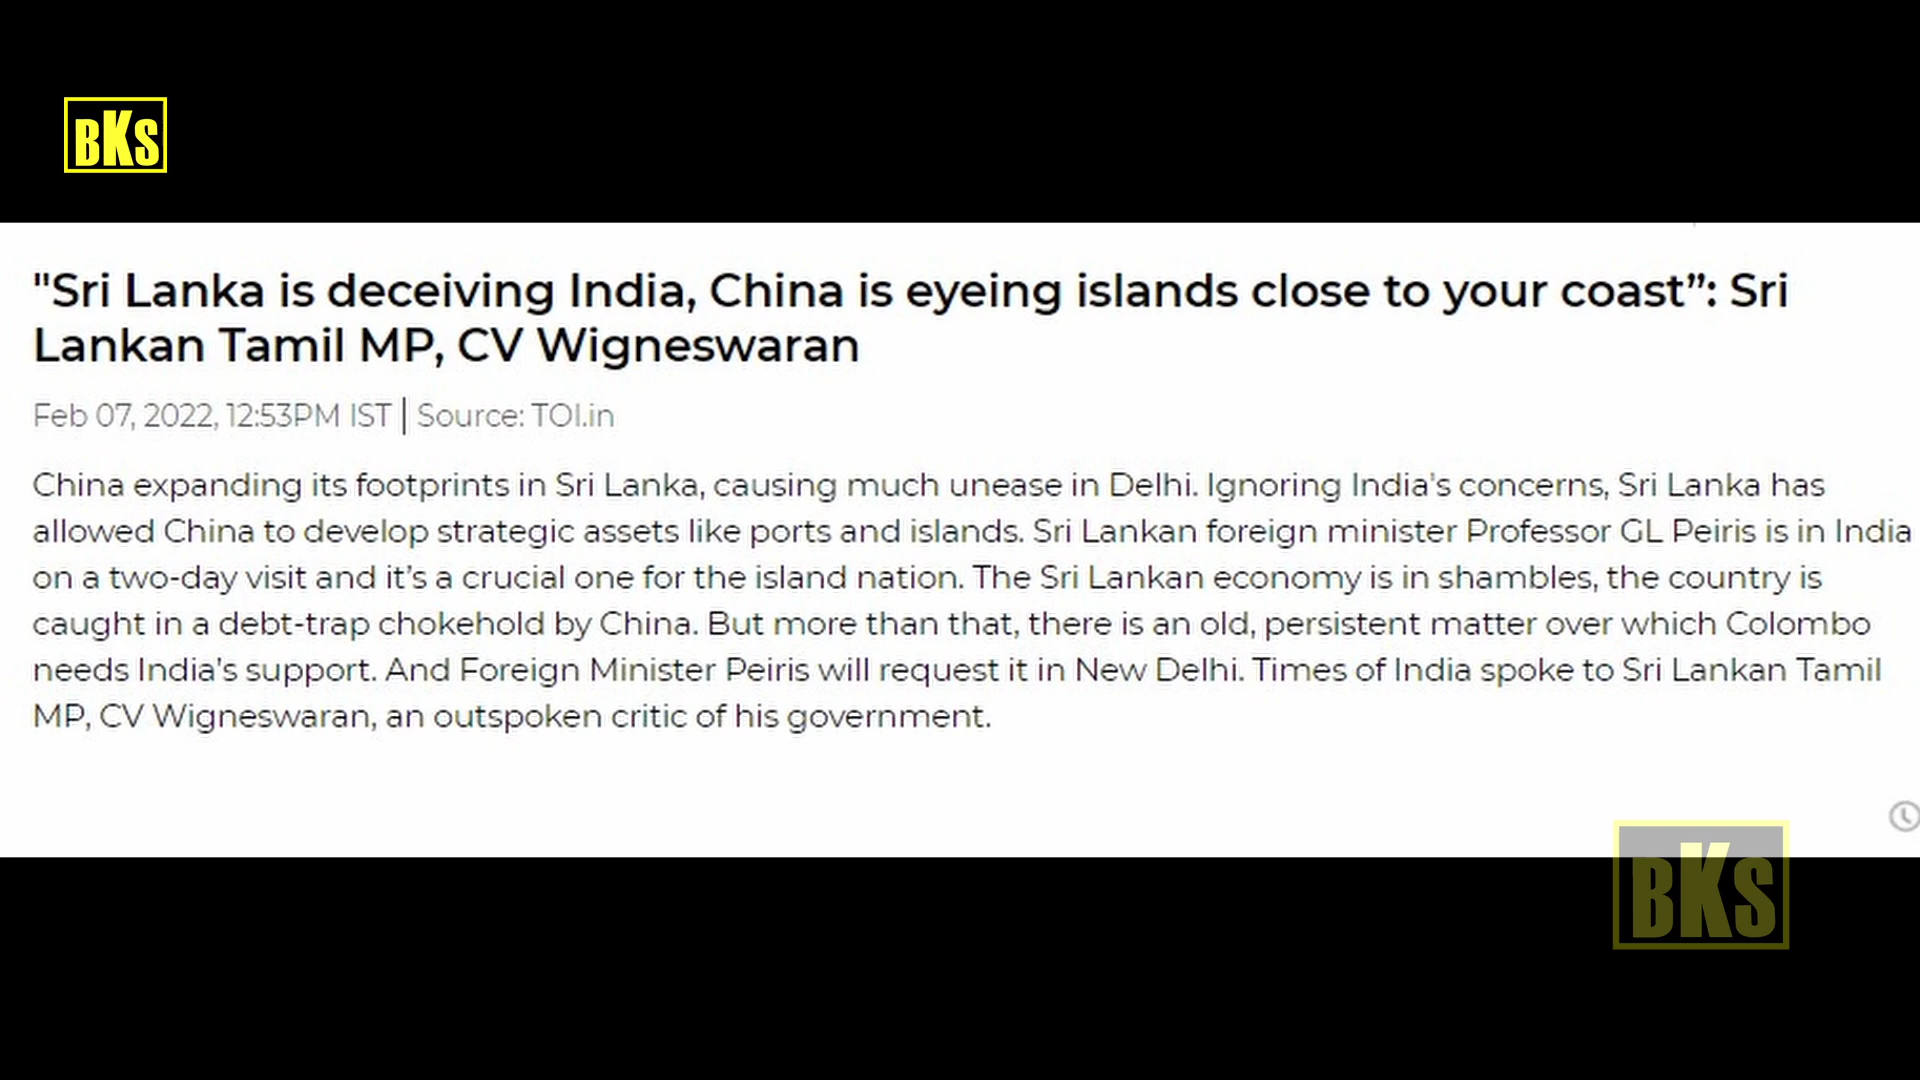 BKS
"Sri Lanka is deceiving India, China is eyeing islands close to your coast”: Sri
Lankan Tamil MP, CV Wigneswaran
Feb 07, 2022, 12:53PM IST | Source: TOI.in
China expanding its footprints in Sri Lanka, causing much unease in Delhi. Ignoring India's concerns, Sri Lanka has
allowed China to develop strategic assets like ports and islands. Sri Lankan foreign minister Professor GL Peiris is in India
on a two-day visit and it’s a crucial one for the island nation. The Sri Lankan economy is in shambles, the country is
caught in a debt-trap chokehold by China. But more than that, there is an old, persistent matter over which Colombo
needs India's support. And Foreign Minister Peiris will request it in New Delhi. Times of India spoke to Sri Lankan Tamil
MP, CV Wigneswaran, an outspoken critic of his government.
BKS